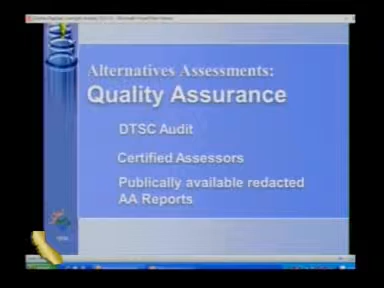 Alternatives Assessments:
Quality Assurance
DTSC Audit
Certified Assessors
Publically available redacted
AA Reports